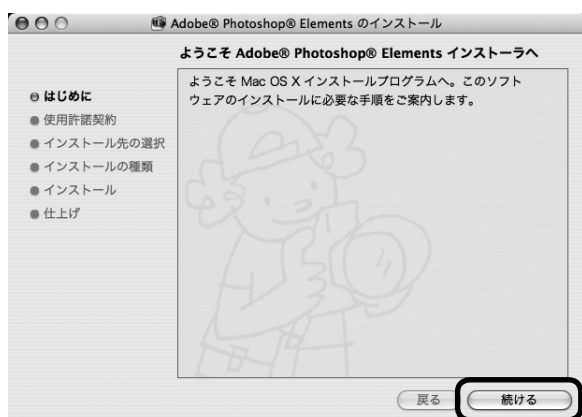 Adobe® Photoshop® Elements のインストール
ようこそ Adobe® Photoshop® Elements インストーラへ
はじめに
使用許諾契約
インストール先の選択
インストールの種類
インストール
仕上げ
ようこそ Mac OS X インストールプログラムへ。このソフト
ウェアのインストールに必要な手順をご案内します。
戻る
続ける